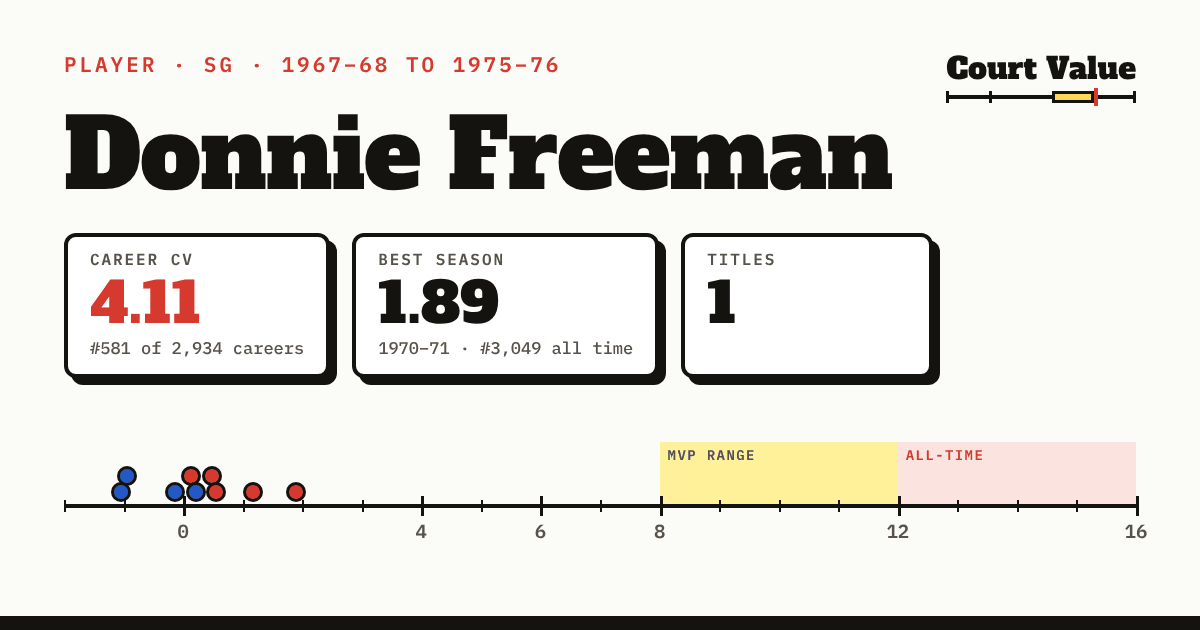 PLAYER · SG · 1967–68 TO 1975–76
Court Value
Donnie Freeman
CAREER CV
4.11
#581 of 2,934 careers
BEST SEASON
1.89
1970–71 · #3,049 all time
TITLES
1
MVP RANGE
ALL-TIME
0 4 6 8 12 16